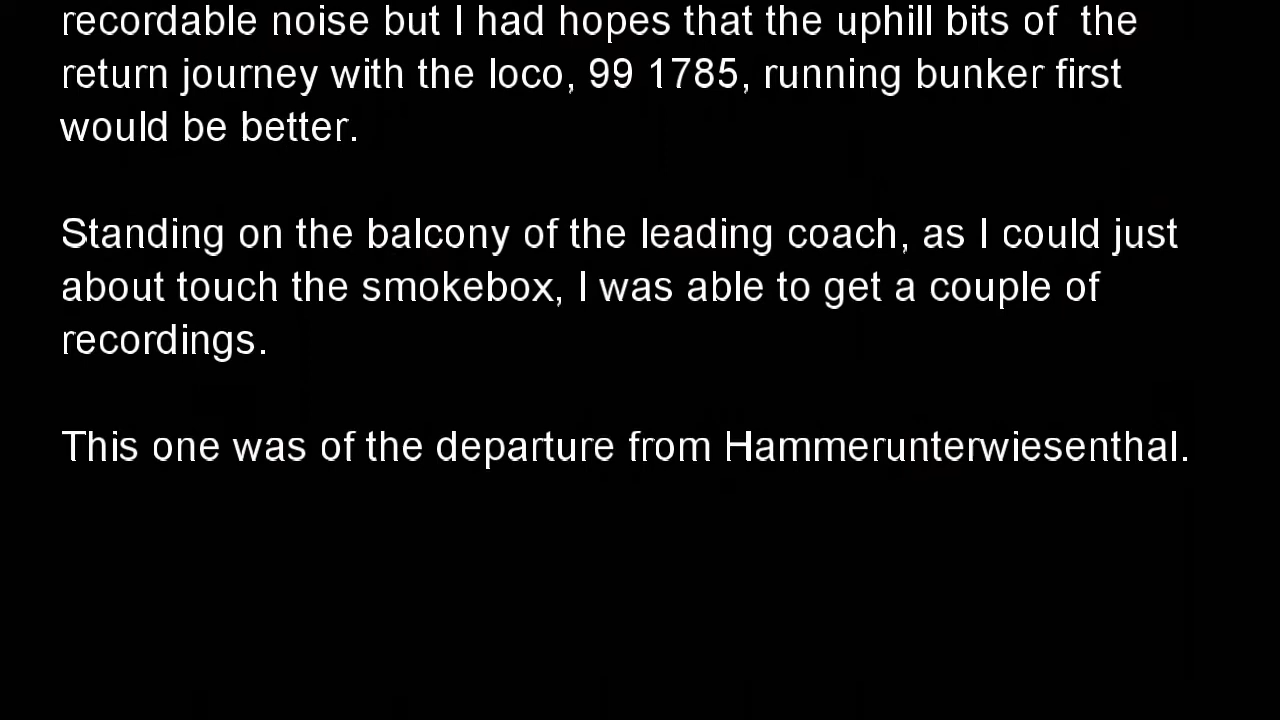 recordable noise but I had hopes that the uphill bits of  the
return journey with the loco, 99 1785, running bunker first
would be better.
Standing on the balcony of the leading coach, as I could just
about touch the smokebox, I was able to get a couple of
recordings.
This one was of the departure from Hammerunterwiesenthal.